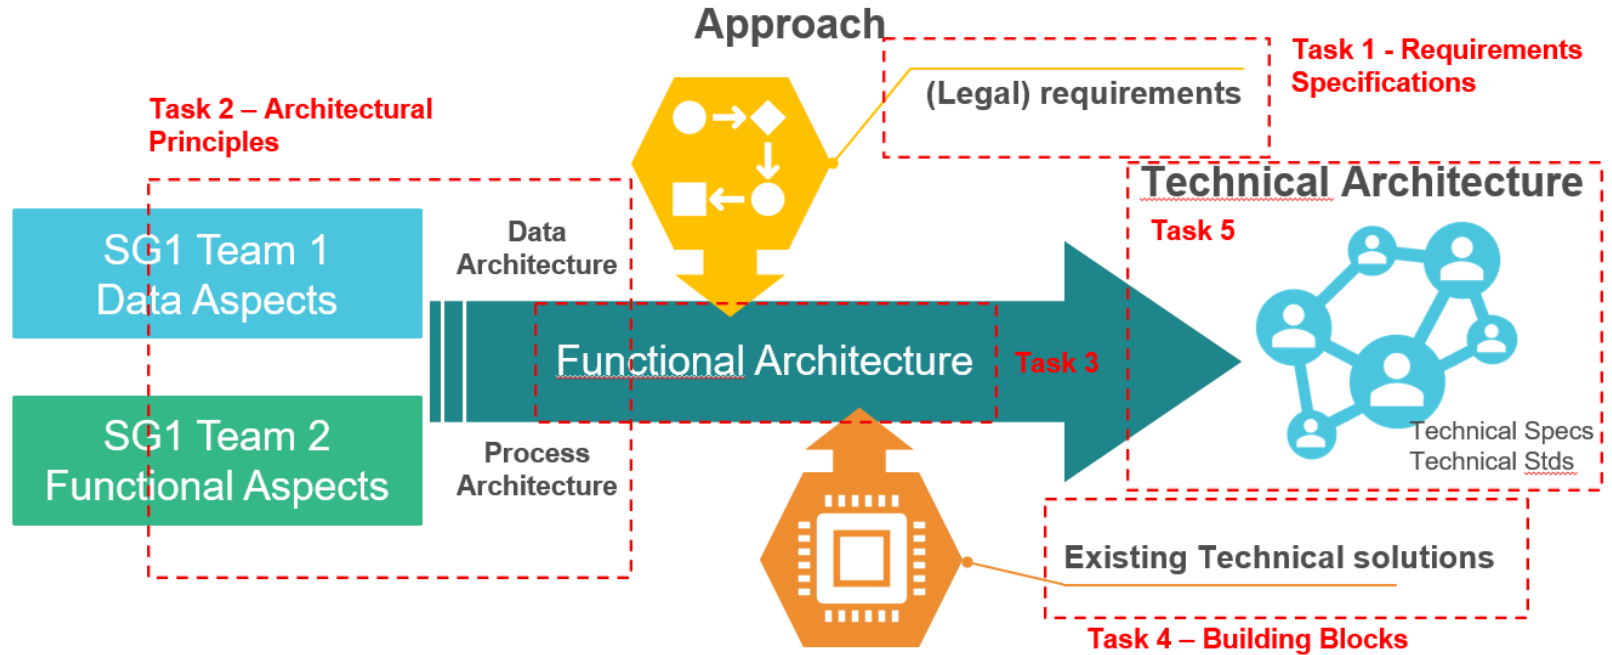 Approach
Task 1 - Requirements
Specifications
(Legal) requirements
Task 2 – Architectural
Principles
Technical Architecture
Task 5
SG1 Team 1
Data Aspects
Data
Architecture
Functional Architecture
Task 3
SG1 Team 2
Functional Aspects
Process
Architecture
Technical Specs
Technical Stds
Existing Technical solutions
Task 4 – Building Blocks